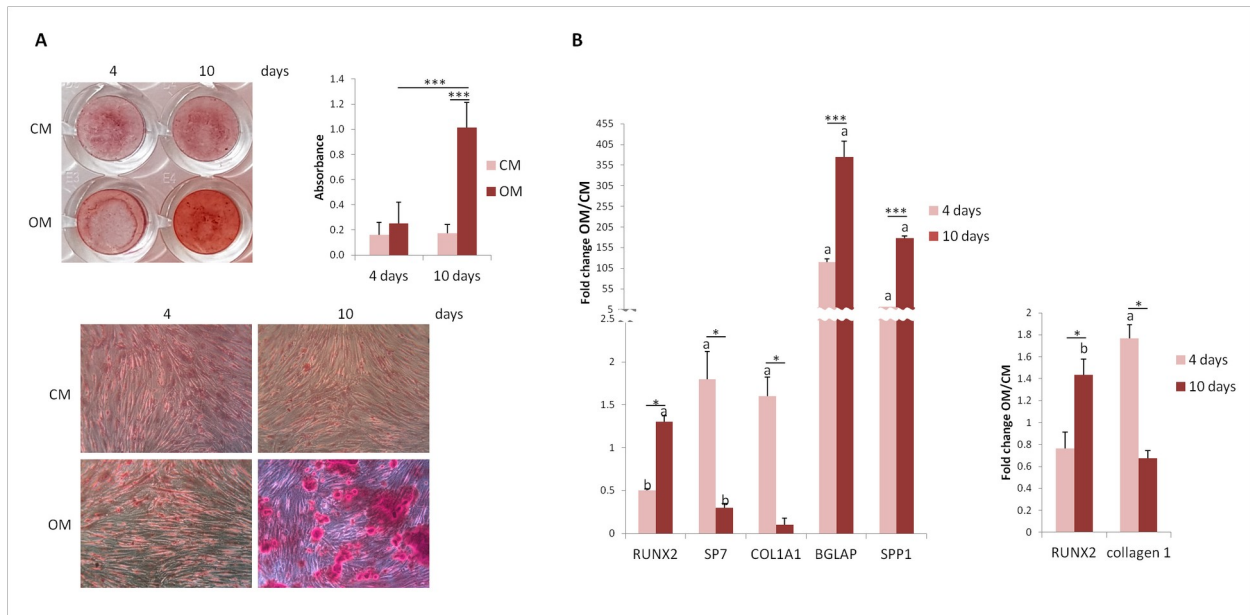 A
4 10 days
CM
OM
E3 E4
***
***
1.4
1.2
1.0
0.8
0.6
0.4
0.2
0.0
Absorbance
CM
OM
4 days 10 days
4 10 days
CM
OM
B
455
405
355
305
255
205
155
105
55
5
2.5
2
1.5
1
0.5
0
Fold change OM/CM
b
*
a
a
*
b
a
*
a
***
a
a
***
a
4 days
10 days
RUNX2 SP7 COL1A1 BGLAP SPP1
2
1.8
1.6
1.4
1.2
1
0.8
0.6
0.4
0.2
0
Fold change OM/CM
*
b
a
*
4 days
10 days
RUNX2 collagen 1